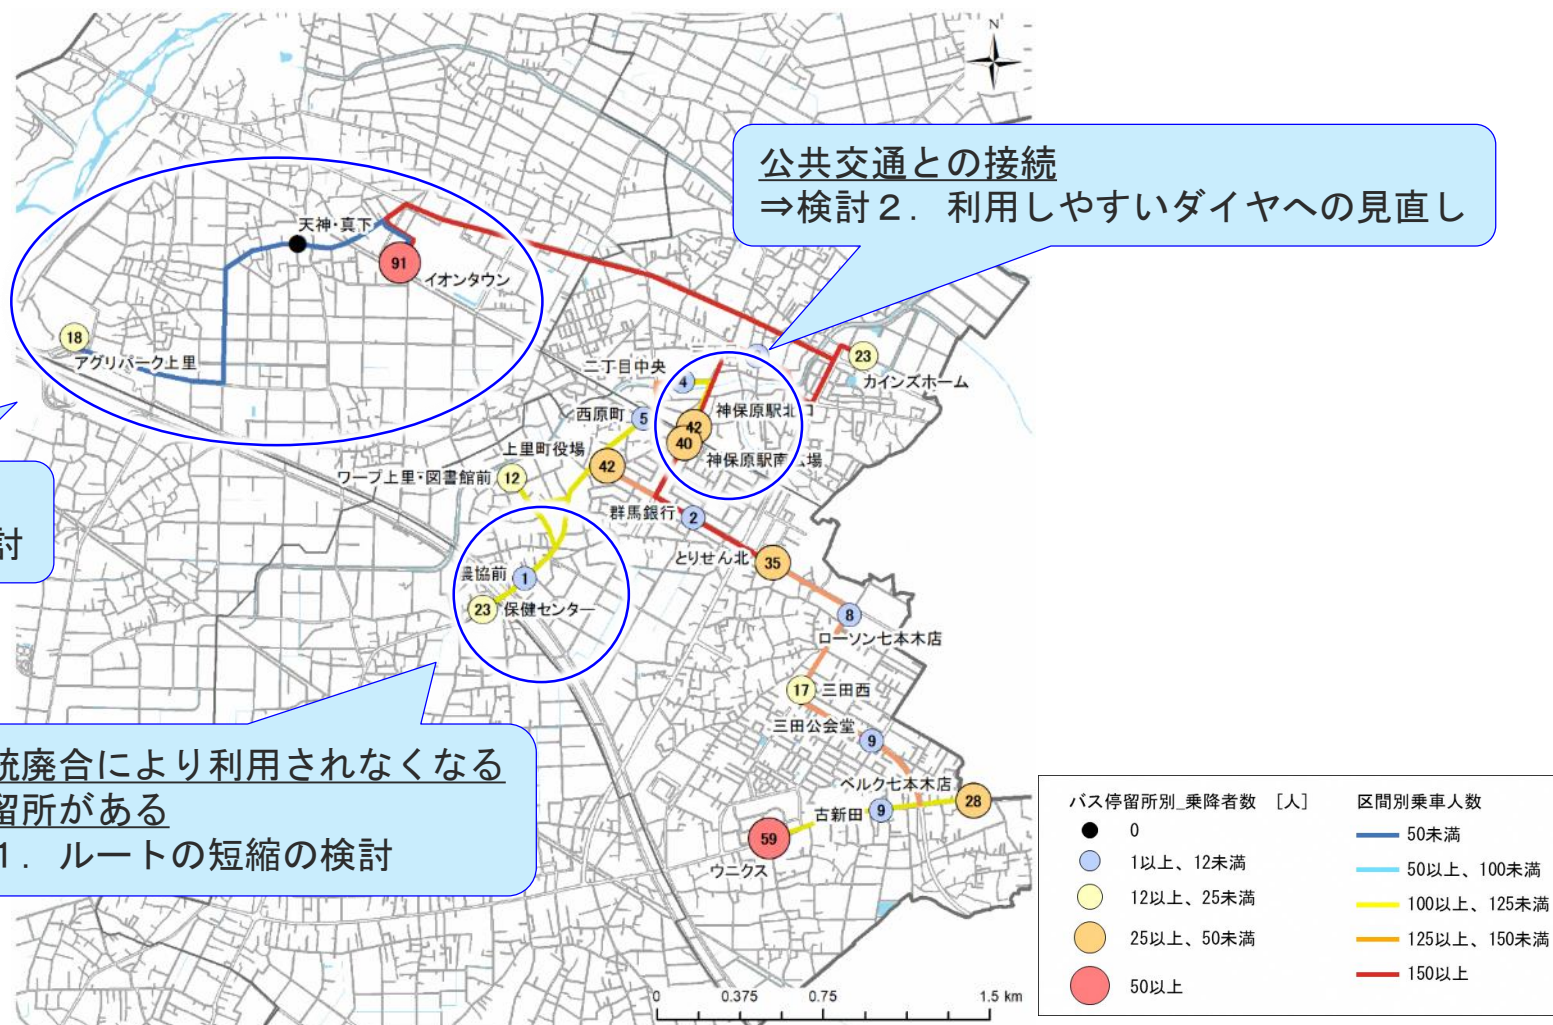 N
公共交通との接続
⇒検討２．利用しやすいダイヤへの見直し
天神・真下
91
イオンタウン
18
アグリパーク上里
23
カインズホーム
二丁目中央
4
西原町
5
神保原駅北口
42
40
神保原駅南広場
上里町役場
42
ワープ上里・図書館前
12
群馬銀行
2
討
とりせん北
35
農協前
1
23
保健センター
8
ローソン七本木店
17
三田西
三田公会堂
9
ベルク七本木店
28
古新田
9
59
ウニクス
統廃合により利用されなくなる
留所がある
1．ルートの短縮の検討
バス停留所別_乗降者数 [人]
0
1以上、12未満
12以上、25未満
25以上、50未満
50以上
区間別乗車人数
50未満
50以上、100未満
100以上、125未満
125以上、150未満
150以上
0 0.375 0.75 1.5 km